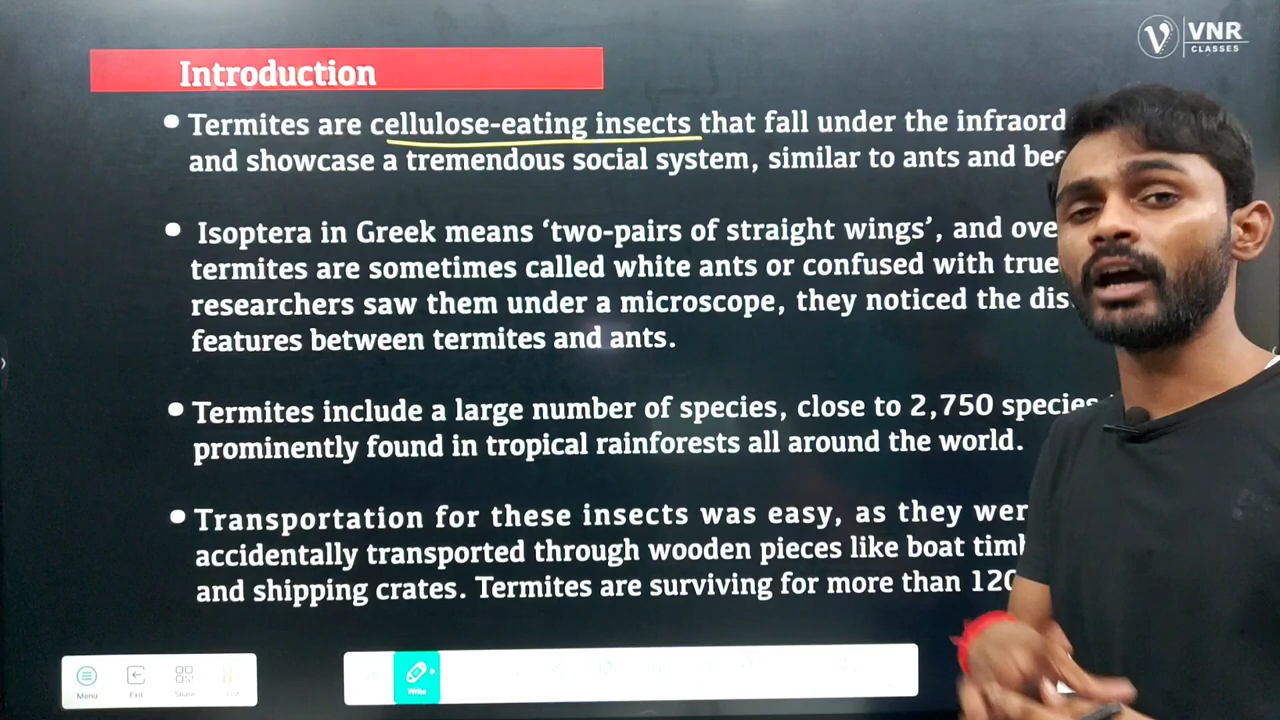 VNR
CLASSES
Introduction
• Termites are cellulose-eating insects that fall under the infraord
and showcase a tremendous social system, similar to ants and bee
• Isoptera in Greek means ‘two-pairs of straight wings’, and ove
termites are sometimes called white ants or confused with true
researchers saw them under a microscope, they noticed the dis
features between termites and ants.
• Termites include a large number of species, close to 2,750 species
prominently found in tropical rainforests all around the world.
• Transportation for these insects was easy, as they wer
accidentally transported through wooden pieces like boat timb
and shipping crates. Termites are surviving for more than 120
Menu Exit Share Write